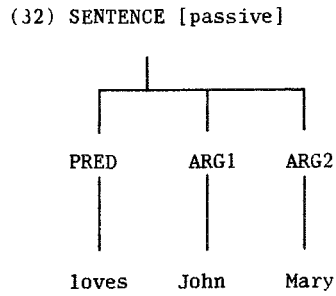 (32) SENTENCE [passive]
PRED ARG1 ARG2
loves John Mary